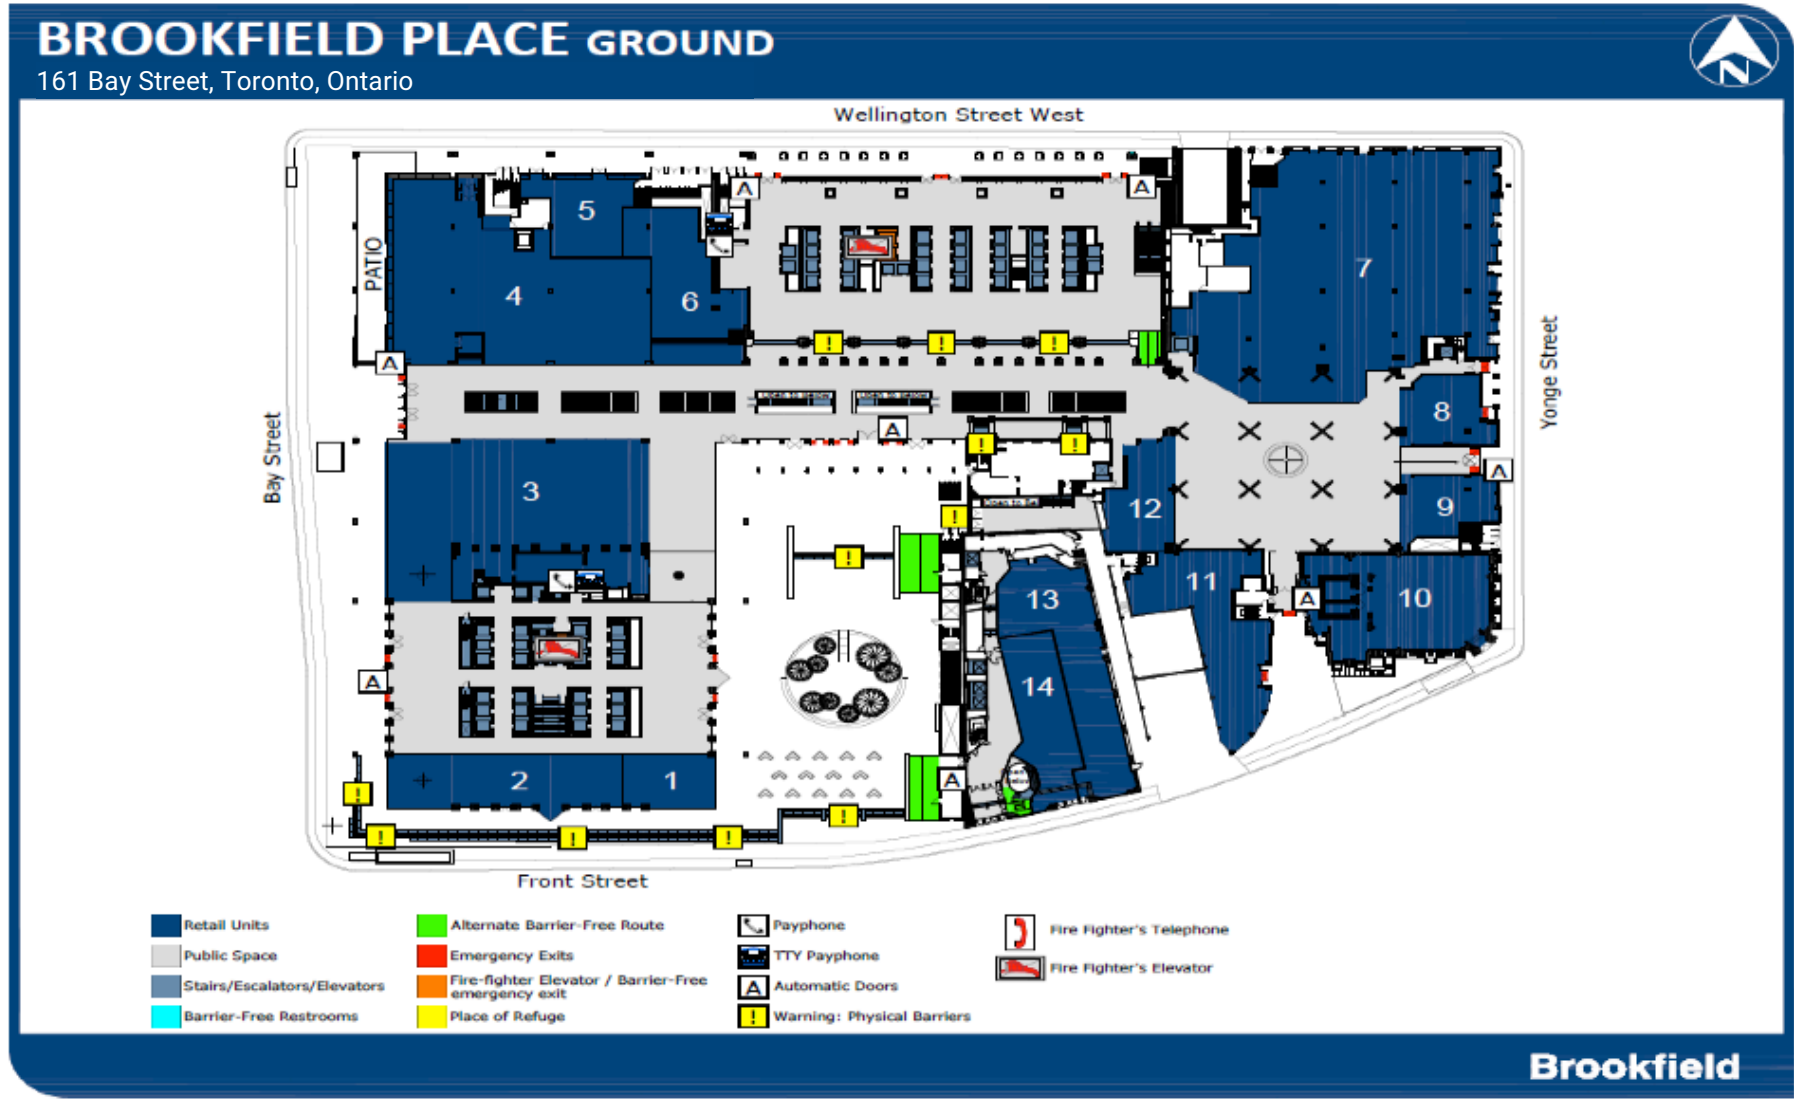 BROOKFIELD PLACE GROUND
161 Bay Street, Toronto, Ontario
N
Wellington Street West
A
A
5
PATIO
4
6
7
!
!
!
A
Yonge Street
8
Bay Street
A
!
!
A
3
12
9
!
!
11
13
10
A
14
A
2
1
A
!
!
!
!
!
Front Street
Retail Units
Public Space
Stairs/Escalators/Elevators
Barrier-Free Restrooms
Alternate Barrier-Free Route
Emergency Exits
Fire-fighter Elevator / Barrier-Free
emergency exit
Place of Refuge
Payphone
TTY Payphone
A Automatic Doors
! Warning: Physical Barriers
Fire Fighter's Telephone
Fire Fighter's Elevator
Brookfield